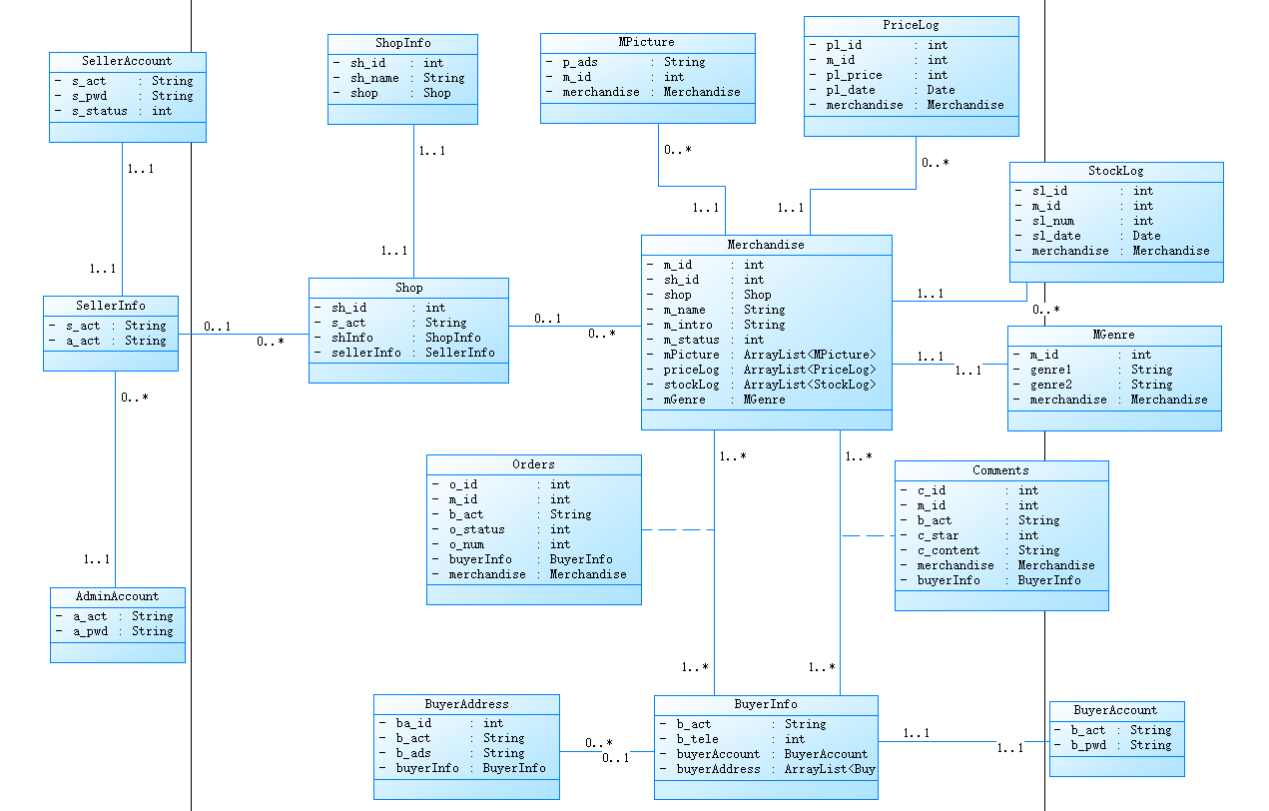 SellerAccount
- s_act : String
- s_pwd : String
- s_status : int
1..1
1..1
ShopInfo
- sh_id : int
- sh_name : String
- shop : Shop
1..1
1..1
MPicture
- p_ads : String
- m_id : int
- merchandise : Merchandise
0..*
1..1
PriceLog
- pl_id : int
- m_id : int
- pl_price : int
- pl_date : Date
- merchandise : Merchandise
0..*
1..1
StockLog
- sl_id : int
- m_id : int
- sl_num : int
- sl_date : Date
- merchandise : Merchandise
1..1
0..*
SellerInfo
- s_act : String
- a_act : String
0..1
0..*
0..*
1..1
Shop
- sh_id : int
- s_act : String
- shInfo : ShopInfo
- sellerInfo : SellerInfo
0..1
0..*
Merchandise
- m_id : int
- sh_id : int
- shop : Shop
- m_name : String
- m_intro : String
- m_status : int
- mPicture : ArrayList<MPicture>
- priceLog : ArrayList<PriceLog>
- stockLog : ArrayList<StockLog>
- mGenre : MGenre
1..1
1..1
MGenre
- m_id : int
- genre1 : String
- genre2 : String
- merchandise : Merchandise
1..*
1..*
Orders
- o_id : int
- m_id : int
- b_act : String
- o_status : int
- o_num : int
- buyerInfo : BuyerInfo
- merchandise : Merchandise
Comments
- c_id : int
- m_id : int
- b_act : String
- c_star : int
- c_content : String
- merchandise : Merchandise
- buyerInfo : BuyerInfo
1..*
1..*
AdminAccount
- a_act : String
- a_pwd : String
BuyerAddress
- ba_id : int
- b_act : String
- b_ads : String
- buyerInfo : BuyerInfo
0..*
0..1
BuyerInfo
- b_act : String
- b_tele : int
- buyerAccount : BuyerAccount
- buyerAddress : ArrayList<Buy
1..1
1..1
BuyerAccount
- b_act : String
- b_pwd : String